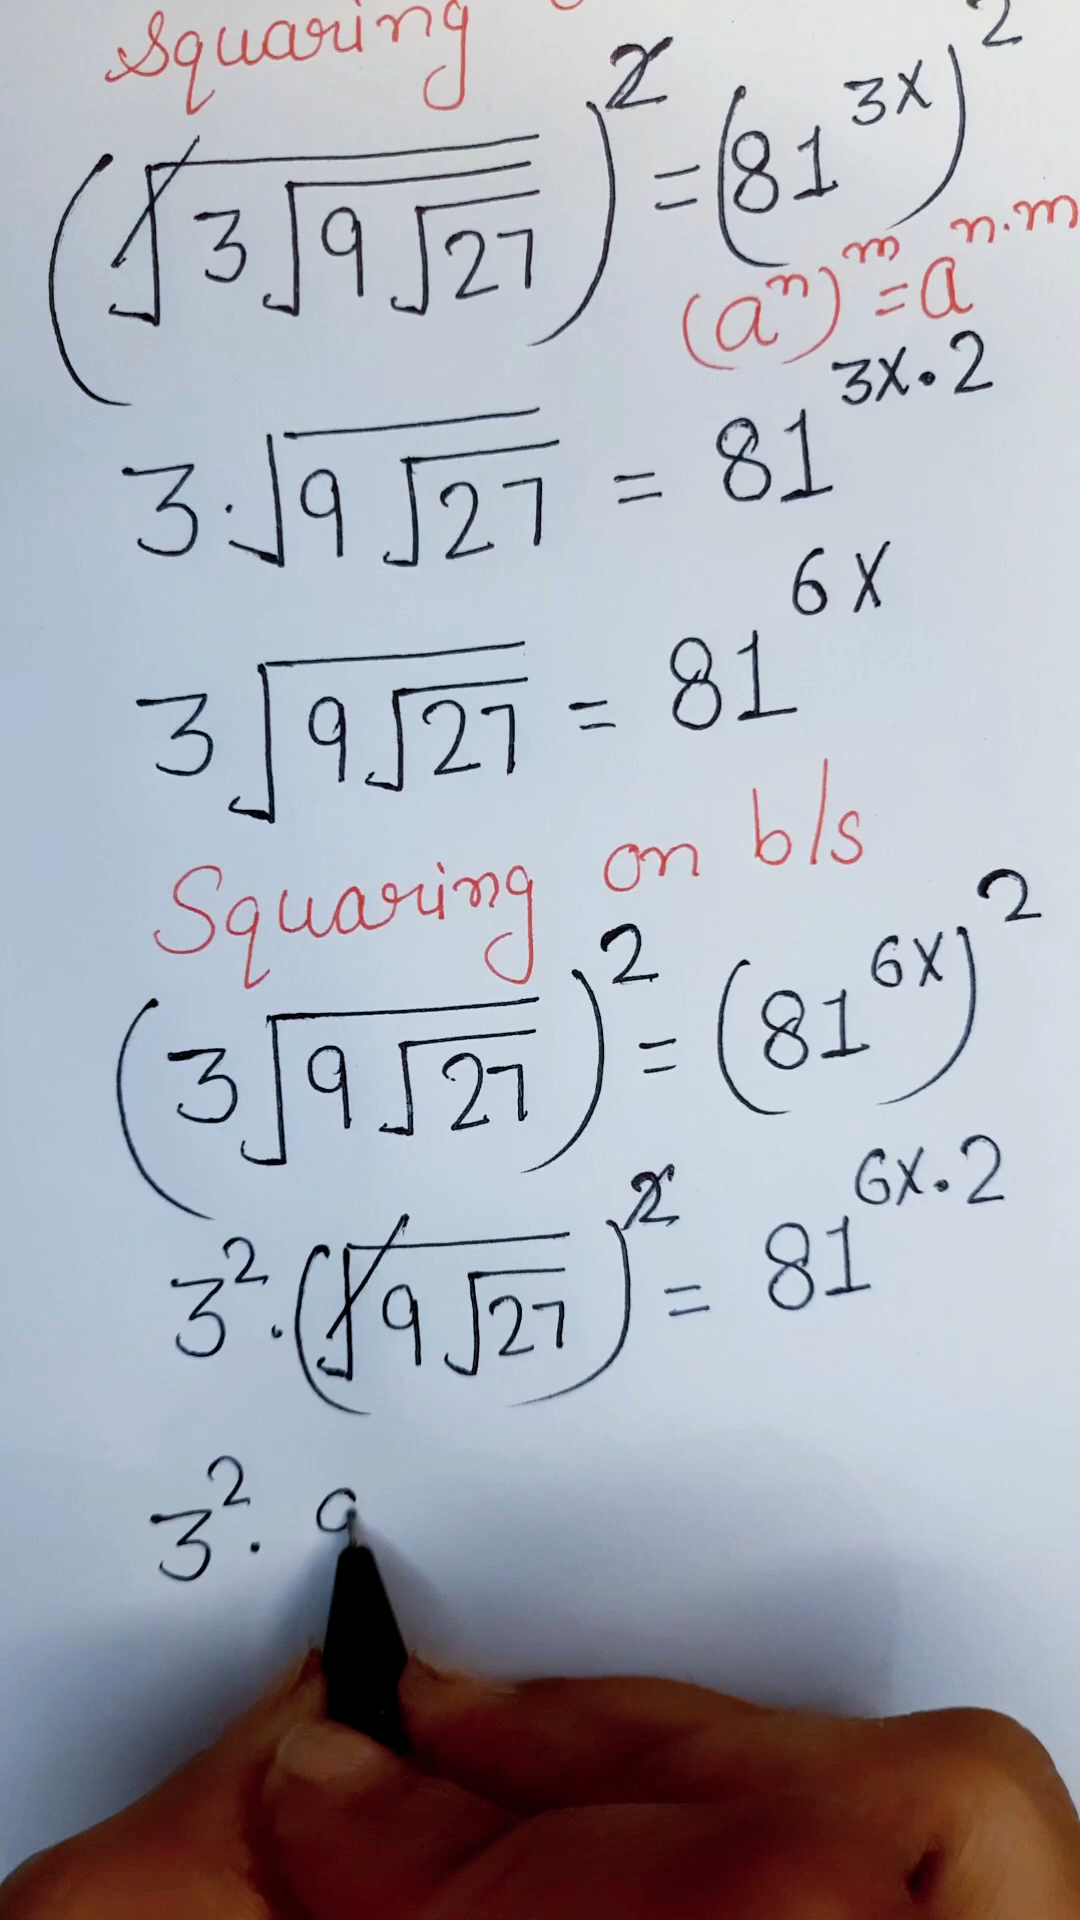 Squaring
(√(3√(9√27)))² = (81^3x)²
(aⁿ)ᵐ = a^n.m
3.√(9√27) = 81^3x.2
3√(9√27) = 81^6x
Squaring on b/s
(3√(9√27))² = (81^6x)²
3².(√(9√27))² = 81^6x.2
3². 9